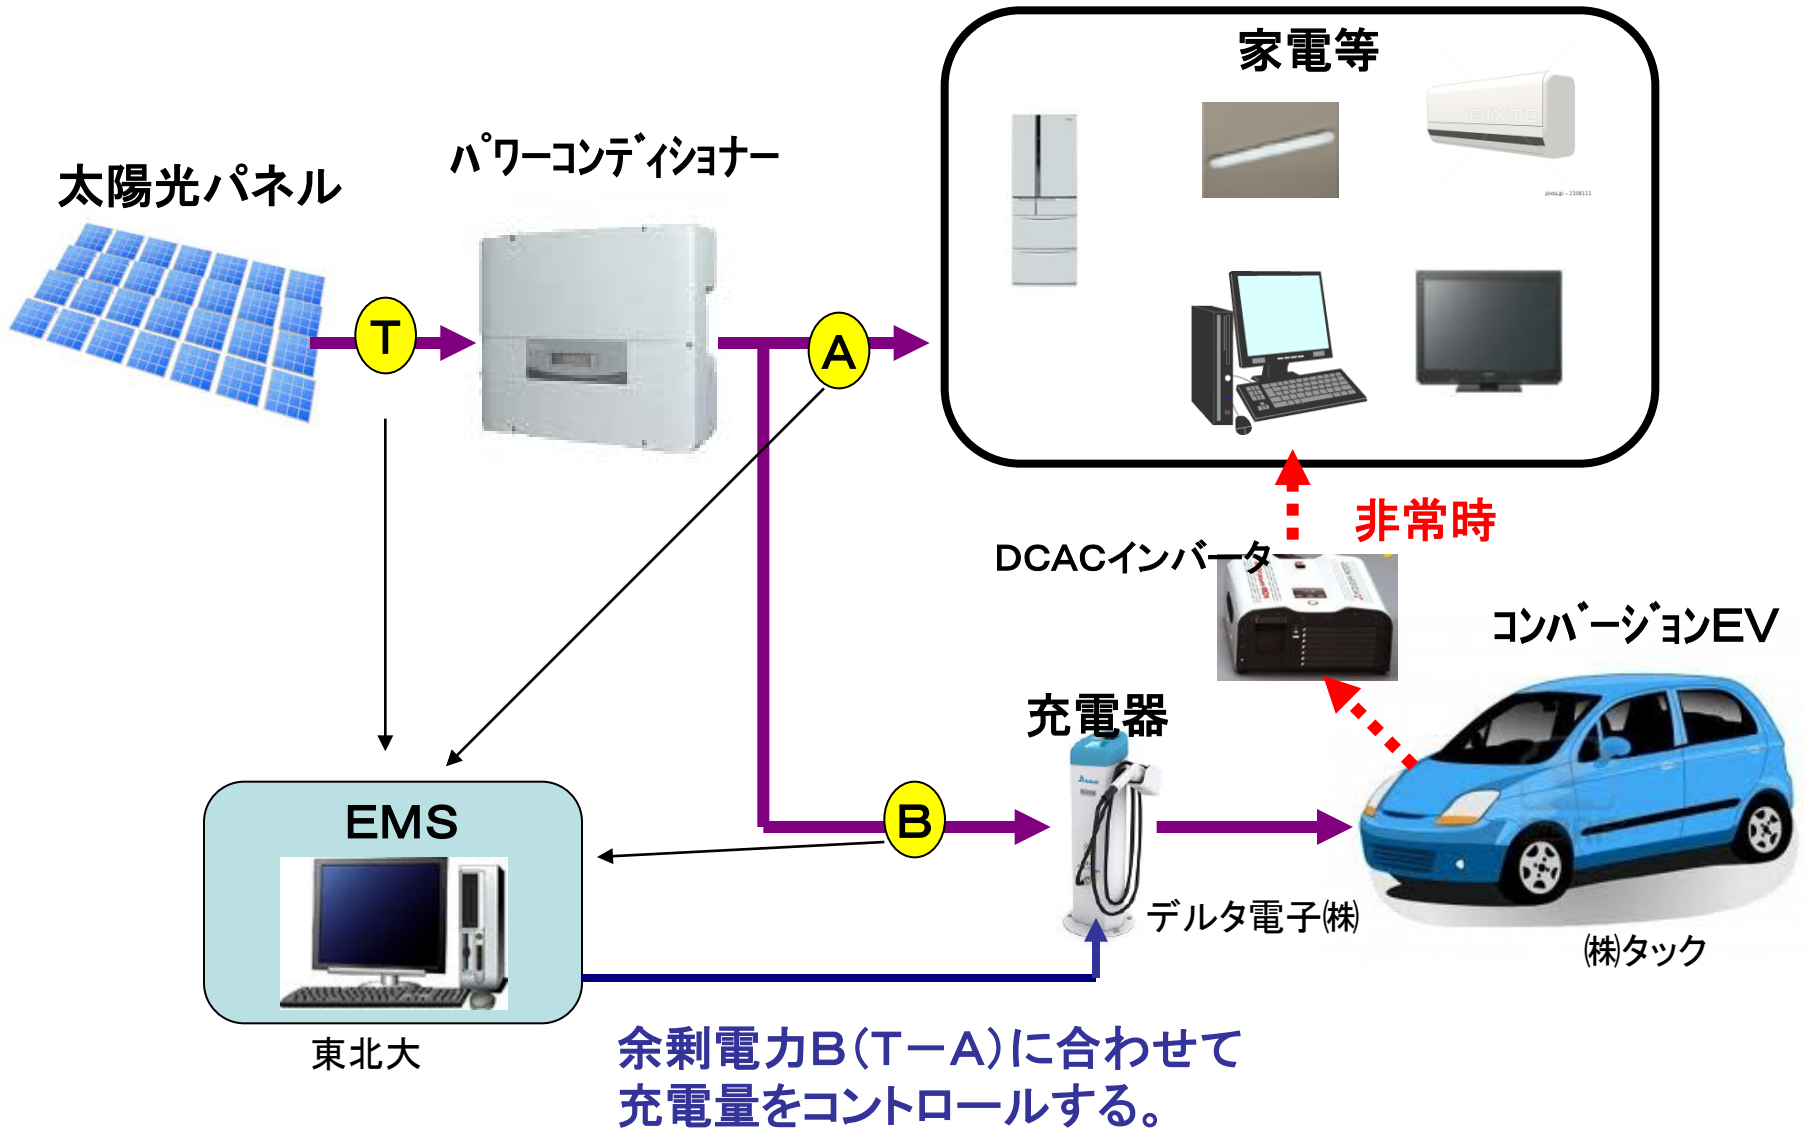 家電等
パワーコンディショナー
太陽光パネル
PIXTA
pixta.jp - 2108111
T
A
非常時
DCACインバータ
コンバージョンEV
充電器
EMS
B
デルタ電子㈱
㈱タック
東北大
余剰電力B(T-A)に合わせて
充電量をコントロールする。